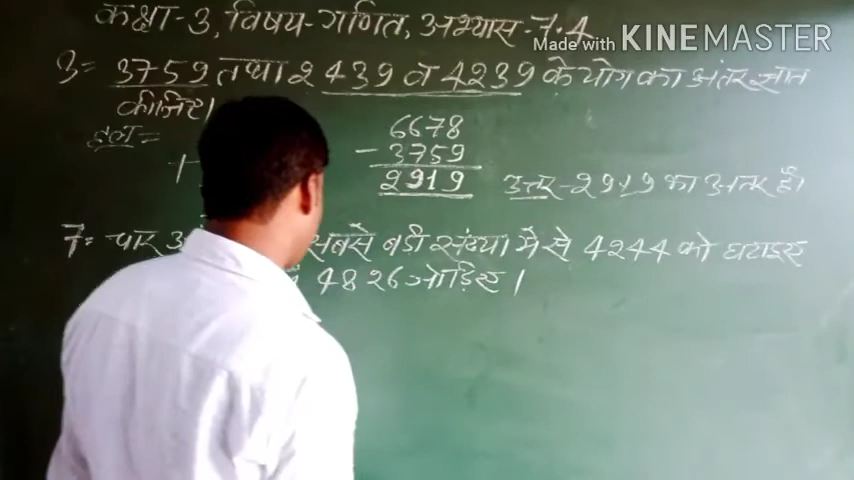 कक्षा-3, विषय-गणित, अभ्यास-7.4
Made with KINEMASTER
3= 3759 तथा 2439 व 4239 के योग का अंतर ज्ञात
कीजिए।
हल=
+
6678
-3759
2919
उत्तर-2919 का अन्तर है।
7= चार सबसे बडी संख्या मे से 4244 को घटाइए
4826 जोड़िए।